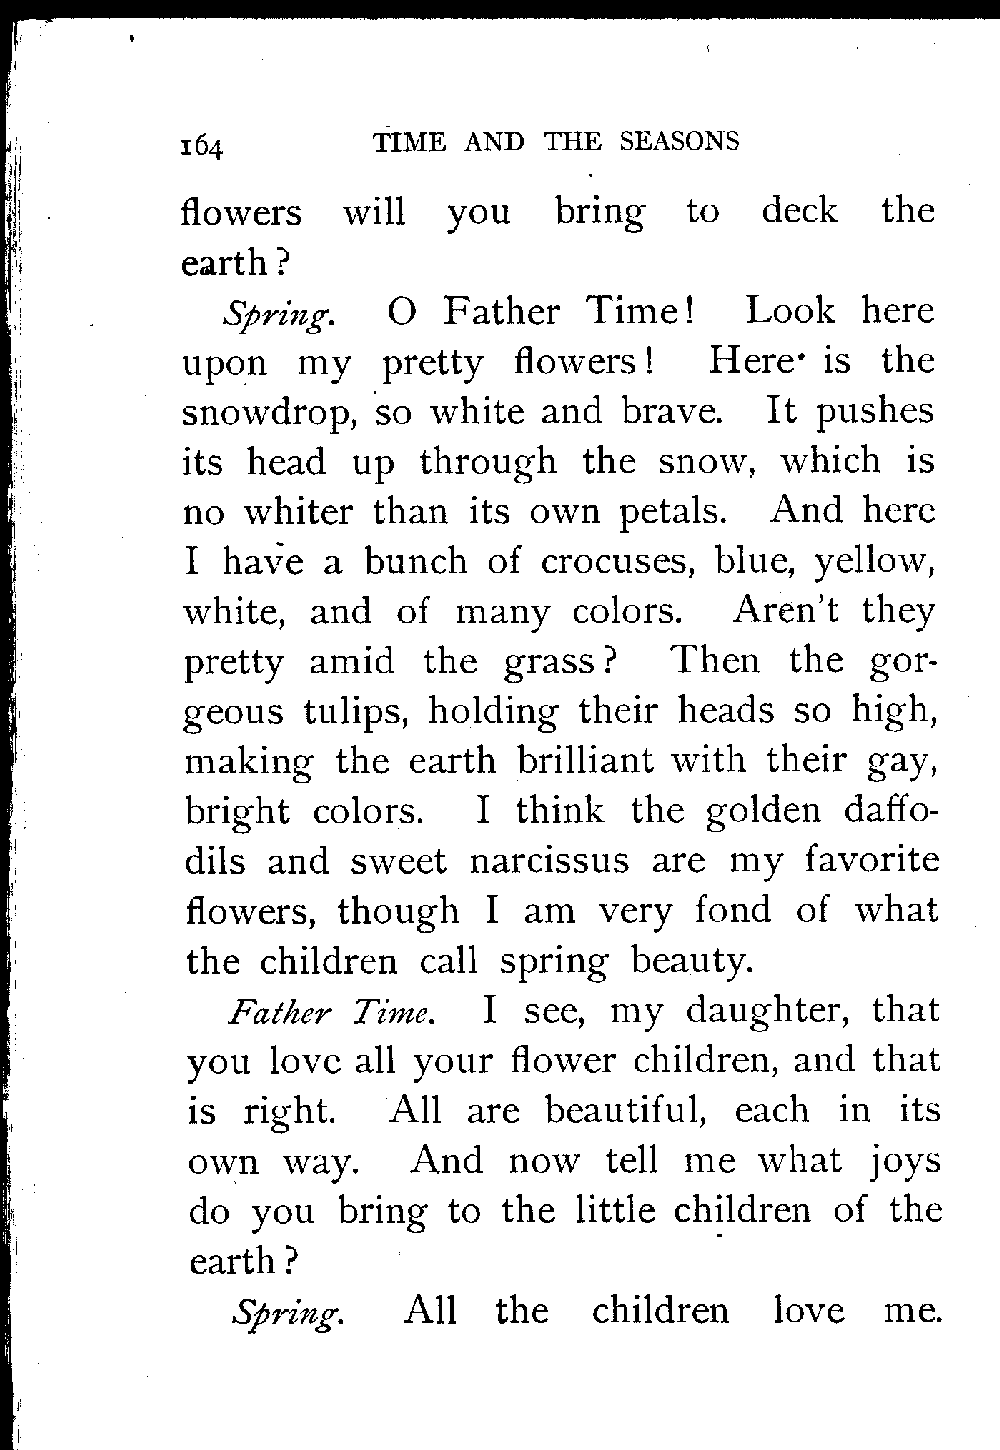 164 TIME AND THE SEASONS
flowers will you bring to deck the
earth?
Spring. O Father Time! Look here
upon my pretty flowers! Here is the
snowdrop, so white and brave. It pushes
its head up through the snow, which is
no whiter than its own petals. And here
I have a bunch of crocuses, blue, yellow,
white, and of many colors. Aren't they
pretty amid the grass? Then the gor-
geous tulips, holding their heads so high,
making the earth brilliant with their gay,
bright colors. I think the golden daffo-
dils and sweet narcissus are my favorite
flowers, though I am very fond of what
the children call spring beauty.
Father Time. I see, my daughter, that
you love all your flower children, and that
is right. All are beautiful, each in its
own way. And now tell me what joys
do you bring to the little children of the
earth?
Spring. All the children love me.